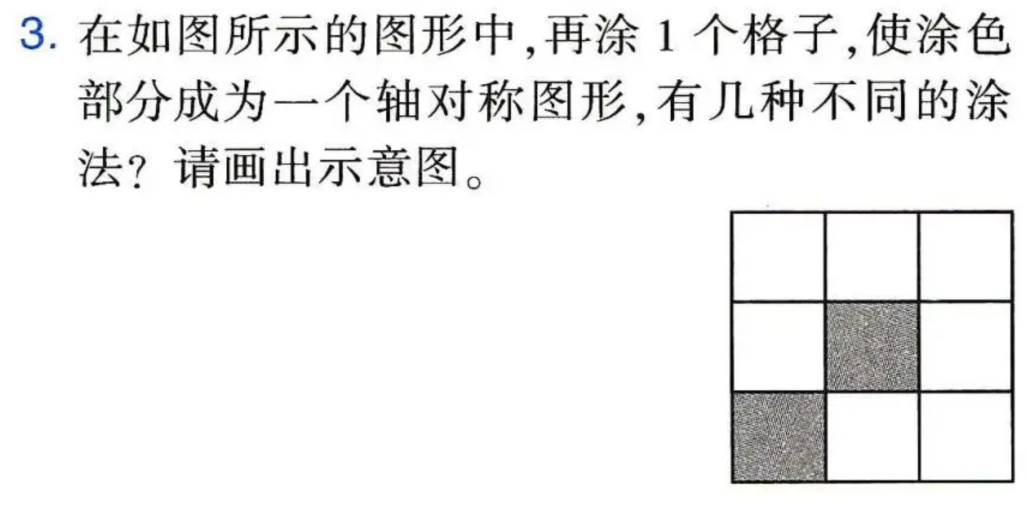 3. 在如图所示的图形中,再涂 1 个格子,使涂色
部分成为一个轴对称图形,有几种不同的涂
法? 请画出示意图。